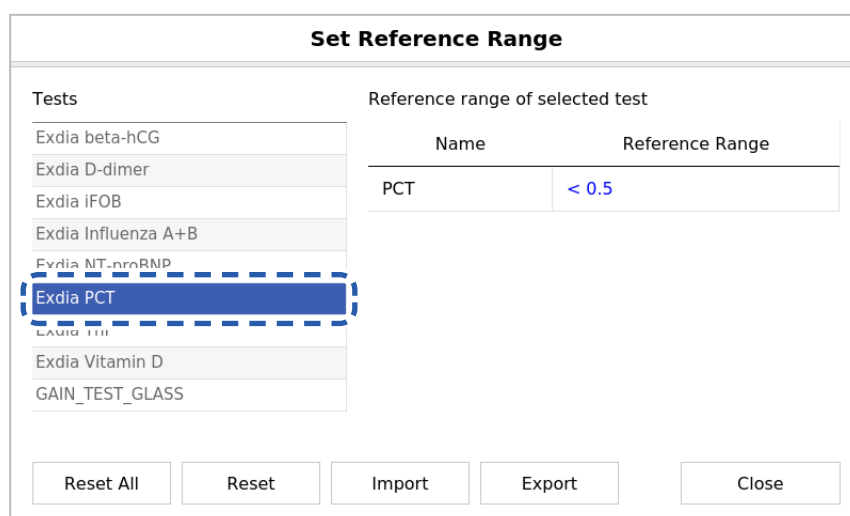 Set Reference Range
Tests
Reference range of selected test
Exdia beta-hCG
Exdia D-dimer
Exdia iFOB
Exdia Influenza A+B
Exdia NT-proBNP
Exdia PCT
Exdia TnI
Exdia Vitamin D
GAIN_TEST_GLASS
Name Reference Range
PCT < 0.5
Reset All Reset Import Export Close